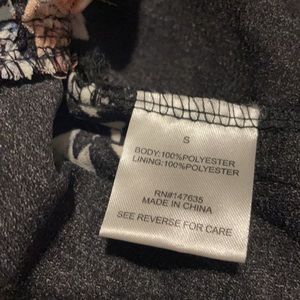 S
BODY:100%POLYESTER
LINING:100%POLYESTER
RN#147635
MADE IN CHINA
SEE REVERSE FOR CARE